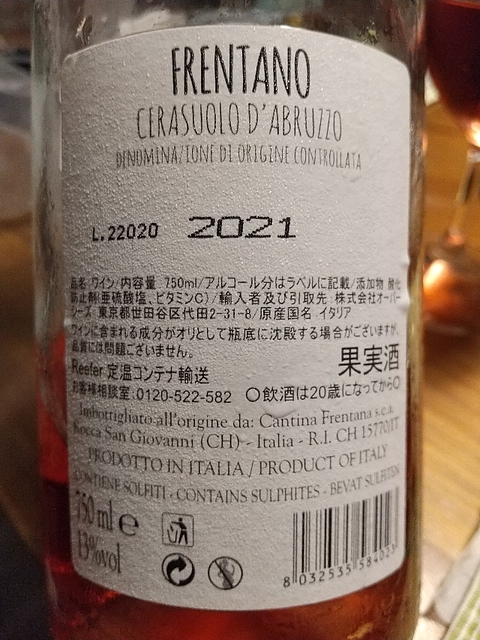 FRENTANO
CERASUOLO D'ABRUZZO
DENOMINAZIONE DI ORIGINE CONTROLLATA
L.22020 2021
品名 ワイン/内容量 750ml/アルコール分はラベルに記載/添加物 酸化
防止剤(亜硫酸塩、ビタミンC)/輸入者及び引取先 株式会社オーバー
シーズ 東京都世田谷区代田2-31-8/原産国名 イタリア
ワインに含まれる成分がオリとして瓶底に沈殿する場合がございますが、
品質には問題ございません。
果実酒
Reefer 定温コンテナ輸送
お客様相談室:0120-522-582 〇飲酒は20歳になってから〇
Imbottigliato all'origine da: Cantina Frentana s.c.a.
Rocca San Giovanni (CH) - Italia - R.I. CH 15770/IT
PRODOTTO IN ITALIA / PRODUCT OF ITALY
CONTIENE SOLFITI - CONTAINS SULPHITES - BEVAT SULFIETEN
750 ml e
13%vol
8 032535 584023